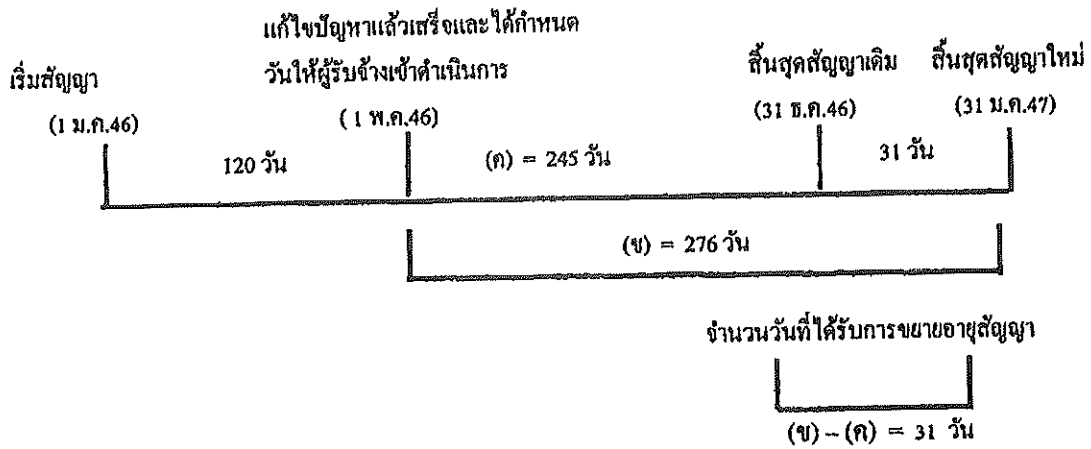 แก้ไขปัญหาแล้วเสร็จและได้กำหนด
วันให้ผู้รับจ้างเข้าดำเนินการ
เริ่มสัญญา
สิ้นสุดสัญญาเดิม
สิ้นสุดสัญญาใหม่
(1 ม.ค.46)
(1 พ.ค.46)
(31 ธ.ค.46)
(31 ม.ค.47)
120 วัน
(ค) = 245 วัน
31 วัน
(ข) = 276 วัน
จำนวนวันที่ได้รับการขยายอายุสัญญา
(ข) – (ค) = 31 วัน